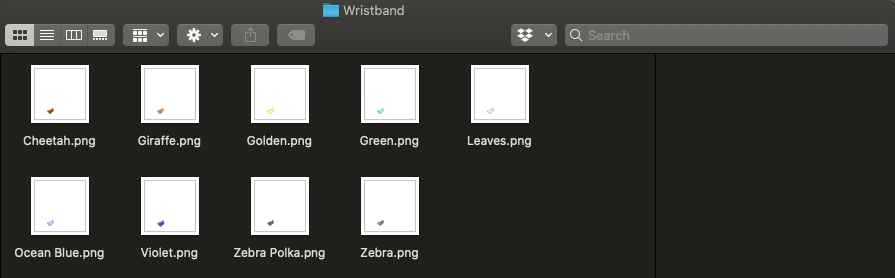 Wristband
Search
Cheetah.png
Giraffe.png
Golden.png
Green.png
Leaves.png
Ocean Blue.png
Violet.png
Zebra Polka.png
Zebra.png